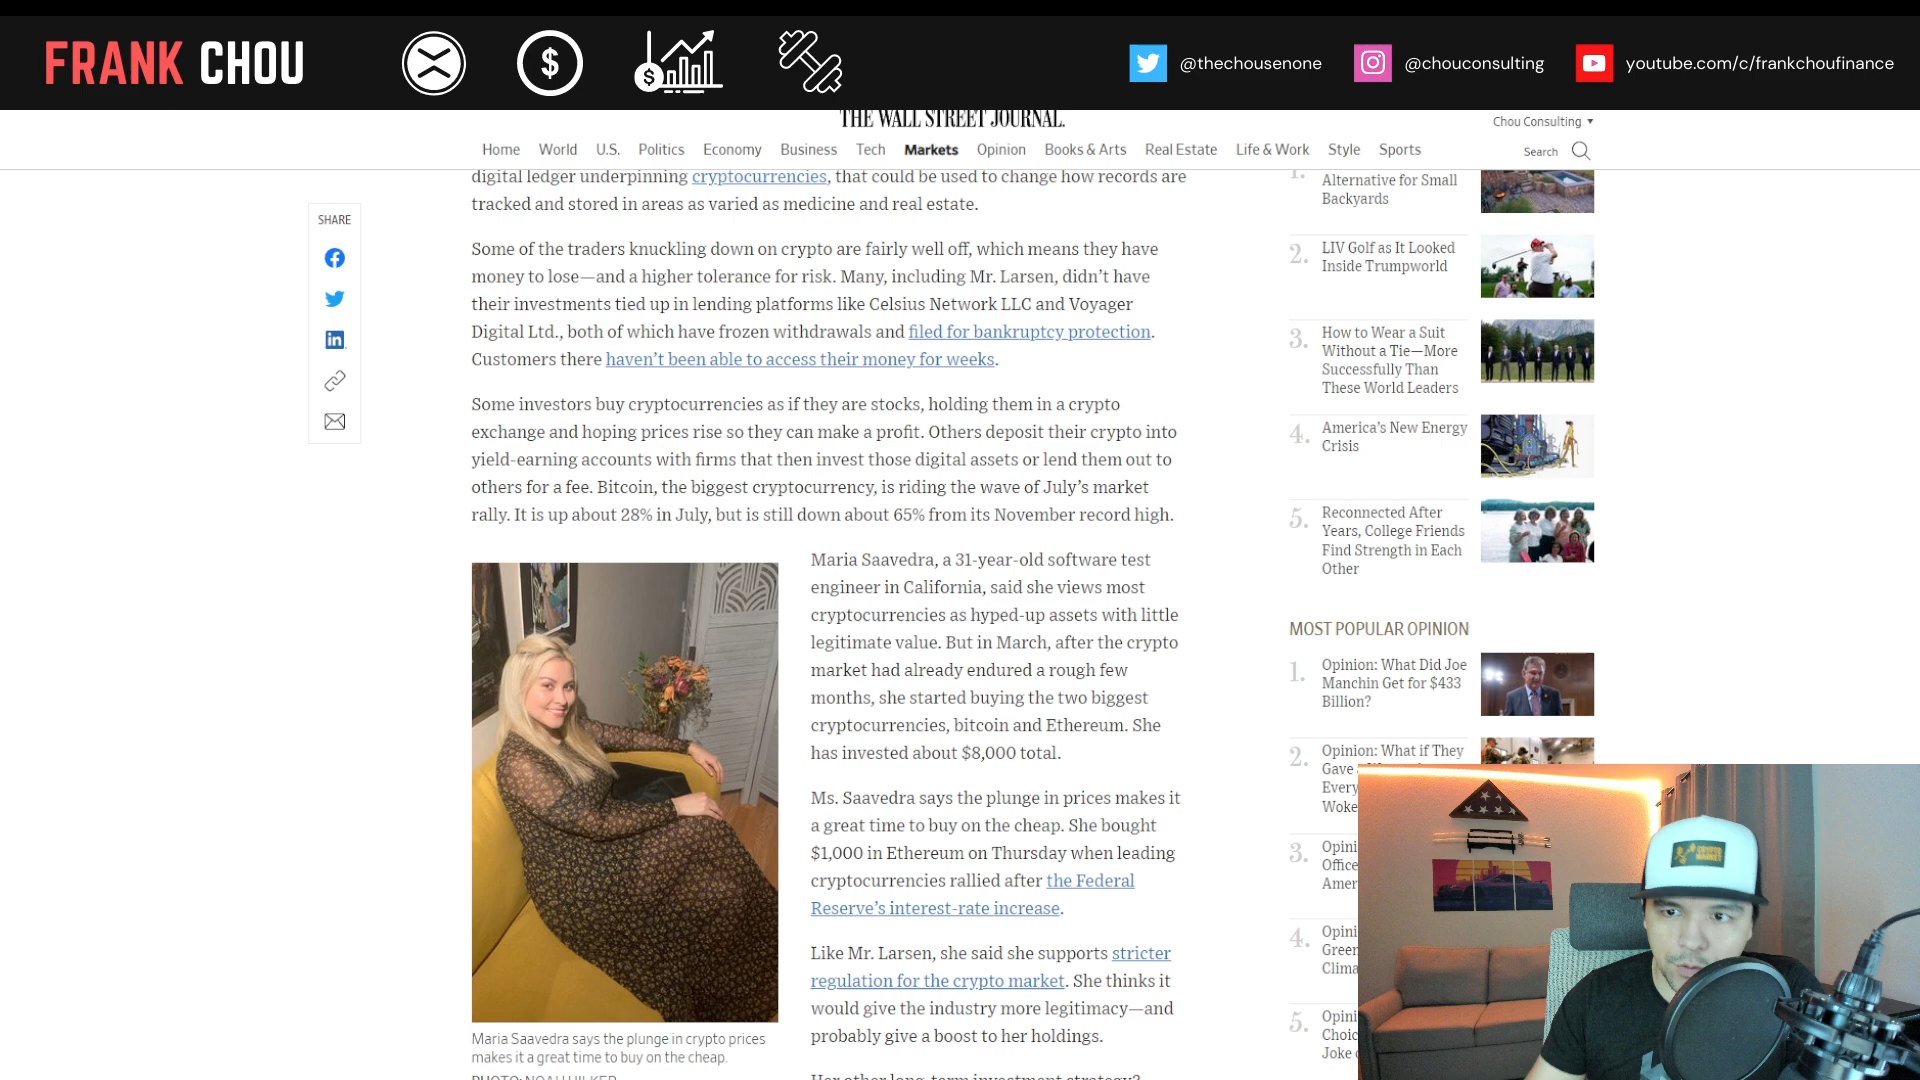 FRANK CHOU
@thechousenone
@chouconsulting
youtube.com/c/frankchoufinance
THE WALL STREET JOURNAL.
Chou Consulting
Home World U.S. Politics Economy Business Tech Markets Opinion Books & Arts Real Estate Life & Work Style Sports
Search
SHARE
digital ledger underpinning cryptocurrencies, that could be used to change how records are
tracked and stored in areas as varied as medicine and real estate.
Some of the traders knuckling down on crypto are fairly well off, which means they have
money to lose—and a higher tolerance for risk. Many, including Mr. Larsen, didn’t have
their investments tied up in lending platforms like Celsius Network LLC and Voyager
Digital Ltd., both of which have frozen withdrawals and filed for bankruptcy protection.
Customers there haven’t been able to access their money for weeks.
Some investors buy cryptocurrencies as if they are stocks, holding them in a crypto
exchange and hoping prices rise so they can make a profit. Others deposit their crypto into
yield-earning accounts with firms that then invest those digital assets or lend them out to
others for a fee. Bitcoin, the biggest cryptocurrency, is riding the wave of July’s market
rally. It is up about 28% in July, but is still down about 65% from its November record high.
Maria Saavedra, a 31-year-old software test
engineer in California, said she views most
cryptocurrencies as hyped-up assets with little
legitimate value. But in March, after the crypto
market had already endured a rough few
months, she started buying the two biggest
cryptocurrencies, bitcoin and Ethereum. She
has invested about $8,000 total.
Ms. Saavedra says the plunge in prices makes it
a great time to buy on the cheap. She bought
$1,000 in Ethereum on Thursday when leading
cryptocurrencies rallied after the Federal
Reserve’s interest-rate increase.
Like Mr. Larsen, she said she supports stricter
regulation for the crypto market. She thinks it
would give the industry more legitimacy—and
probably give a boost to her holdings.
Her other long-term investment strategy?
Maria Saavedra says the plunge in crypto prices
makes it a great time to buy on the cheap.
PHOTO: NOAH HILKER
1.
Alternative for Small
Backyards
2.
LIV Golf as It Looked
Inside Trumpworld
3.
How to Wear a Suit
Without a Tie—More
Successfully Than
These World Leaders
4.
America’s New Energy
Crisis
5.
Reconnected After
Years, College Friends
Find Strength in Each
Other
MOST POPULAR OPINION
1.
Opinion: What Did Joe
Manchin Get for $433
Billion?
2.
Opinion: What if They
Gave
Every
Woke
3.
Opini
Office
Amer
4.
Opini
Green
Clima
5.
Opini
Choic
Joke
CRYPTO
MARKET